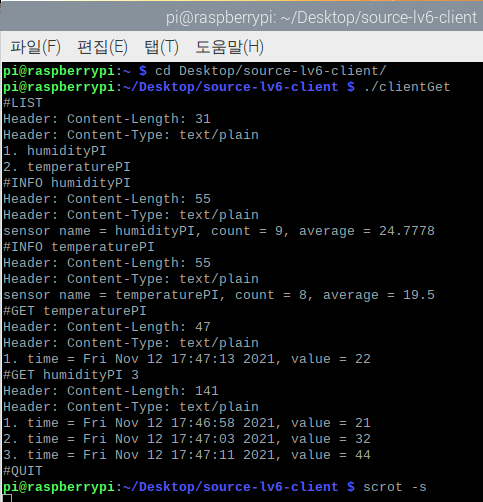 pi@raspberrypi: ~/Desktop/source-lv6-client
파일(F) 편집(E) 탭(T) 도움말(H)
pi@raspberrypi:~ $ cd Desktop/source-lv6-client/
pi@raspberrypi:~/Desktop/source-lv6-client $ ./clientGet
#LIST
Header: Content-Length: 31
Header: Content-Type: text/plain
1. humidityPI
2. temperaturePI
#INFO humidityPI
Header: Content-Length: 55
Header: Content-Type: text/plain
sensor name = humidityPI, count = 9, average = 24.7778
#INFO temperaturePI
Header: Content-Length: 55
Header: Content-Type: text/plain
sensor name = temperaturePI, count = 8, average = 19.5
#GET temperaturePI
Header: Content-Length: 47
Header: Content-Type: text/plain
1. time = Fri Nov 12 17:47:13 2021, value = 22
#GET humidityPI 3
Header: Content-Length: 141
Header: Content-Type: text/plain
1. time = Fri Nov 12 17:46:58 2021, value = 21
2. time = Fri Nov 12 17:47:03 2021, value = 32
3. time = Fri Nov 12 17:47:11 2021, value = 44
#QUIT
pi@raspberrypi:~/Desktop/source-lv6-client $ scrot -s